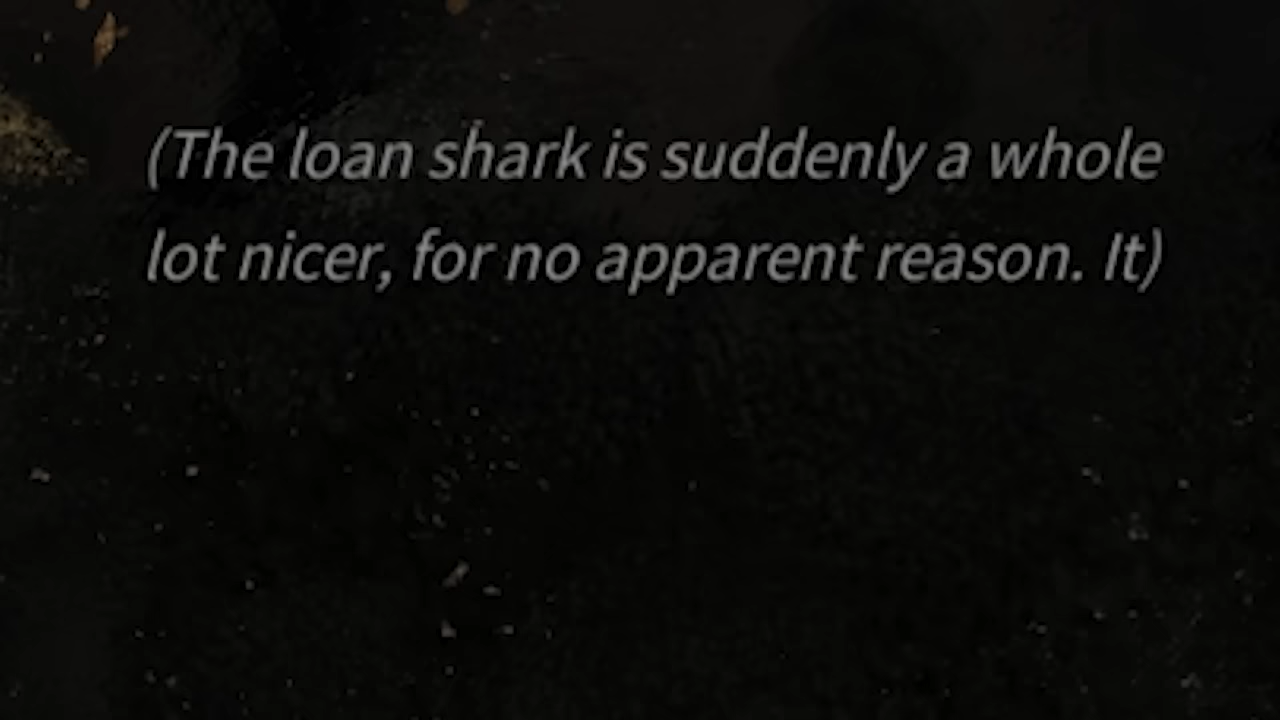 (The loan shark is suddenly a whole
lot nicer, for no apparent reason. It)